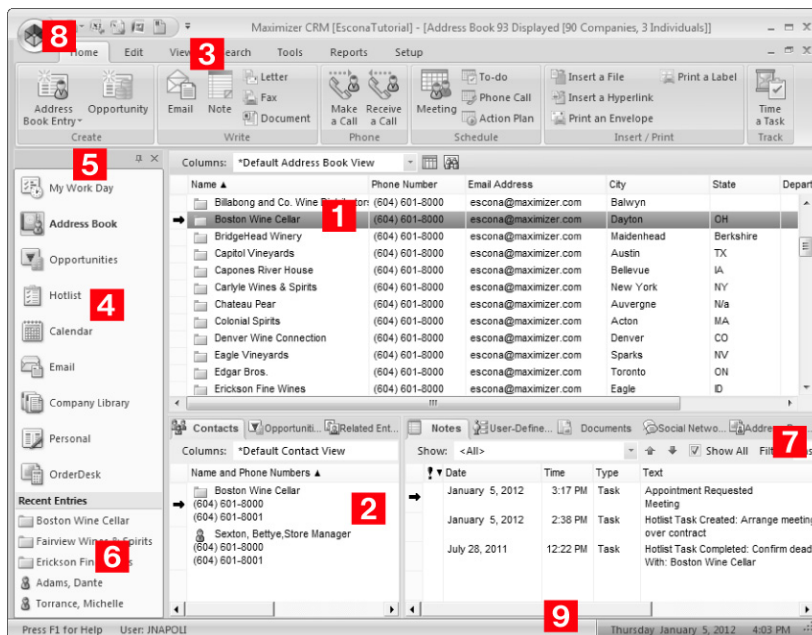 8
Maximizer CRM [EsconaTutorial] - [Address Book 93 Displayed [90 Companies, 3 Individuals]]
Home Edit View 3 Search Tools Reports Setup
Address Book Entry Opportunity
Create
Email Note Letter Fax Document
Write
Make a Call Receive a Call
Phone
Meeting To-do Phone Call Action Plan
Schedule
Insert a File Insert a Hyperlink Print an Envelope Print a Label
Insert / Print
Time a Task
Track
5
My Work Day
Address Book
Opportunities
Hotlist
4
Calendar
Email
Company Library
Personal
OrderDesk
Recent Entries
Boston Wine Cellar
Fairview Wines & Spirits
6
Erickson Fine
Adams, Dante
Torrance, Michelle
Columns: *Default Address Book View
Name Phone Number Email Address City State Depart
Billabong and Co. Wine Distributors (604) 601-8000 escona@maximizer.com Balwyn
1
Boston Wine Cellar (604) 601-8000 escona@maximizer.com Dayton OH
BridgeHead Winery (604) 601-8000 escona@maximizer.com Maidenhead Berkshire
Capitol Vineyards (604) 601-8000 escona@maximizer.com Austin TX
Capones River House (604) 601-8000 escona@maximizer.com Bellevue IA
Carlyle Wines & Spirits (604) 601-8000 escona@maximizer.com New York NY
Chateau Pear (604) 601-8000 escona@maximizer.com Auvergne N/a
Colonial Spirits (604) 601-8000 escona@maximizer.com Acton MA
Denver Wine Connection (604) 601-8000 escona@maximizer.com Denver CO
Eagle Vineyards (604) 601-8000 escona@maximizer.com Sparks NV
Edgar Bros. (604) 601-8000 escona@maximizer.com Toronto ON
Erickson Fine Wines (604) 601-8000 escona@maximizer.com Eagle ID
Contacts Opportuniti... Related Ent...
Columns: *Default Contact View
Name and Phone Numbers
Boston Wine Cellar
(604) 601-8000
(604) 601-8001
2
Sexton, Bettye,Store Manager
(604) 601-8000
(604) 601-8001
Notes User-Define... Documents Social Netwo... Address
7
Show: <All> Show All
! Date Time Type Text
January 5, 2012 3:17 PM Task Appointment Requested
Meeting
January 5, 2012 2:38 PM Task Hotlist Task Created: Arrange meeting
over contract
July 28, 2011 12:22 PM Task Hotlist Task Completed: Confirm dead
With: Boston Wine Cellar
9
Press F1 for Help User: JNAPOLI Thursday January 5, 2012 4:03 PM